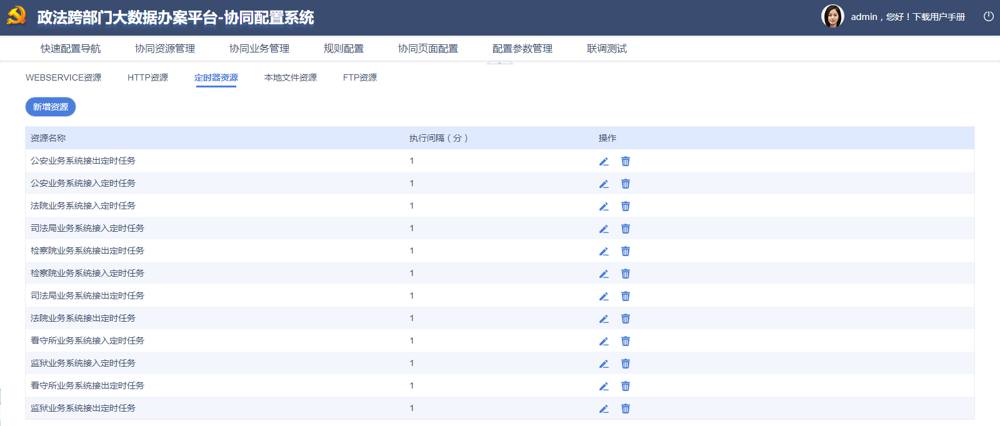 政法跨部门大数据办案平台-协同配置系统
admin，您好！下载用户手册
快速配置导航 协同资源管理 协同业务管理 规则配置 协同页面配置 配置参数管理 联调测试
WEBSERVICE资源 HTTP资源 定时器资源 本地文件资源 FTP资源
新增资源
资源名称 执行间隔（分） 操作
公安业务系统接出定时任务 1
公安业务系统接入定时任务 1
法院业务系统接入定时任务 1
司法局业务系统接入定时任务 1
检察院业务系统接出定时任务 1
检察院业务系统接入定时任务 1
司法局业务系统接出定时任务 1
法院业务系统接出定时任务 1
看守所业务系统接入定时任务 1
监狱业务系统接入定时任务 1
看守所业务系统接出定时任务 1
监狱业务系统接出定时任务 1